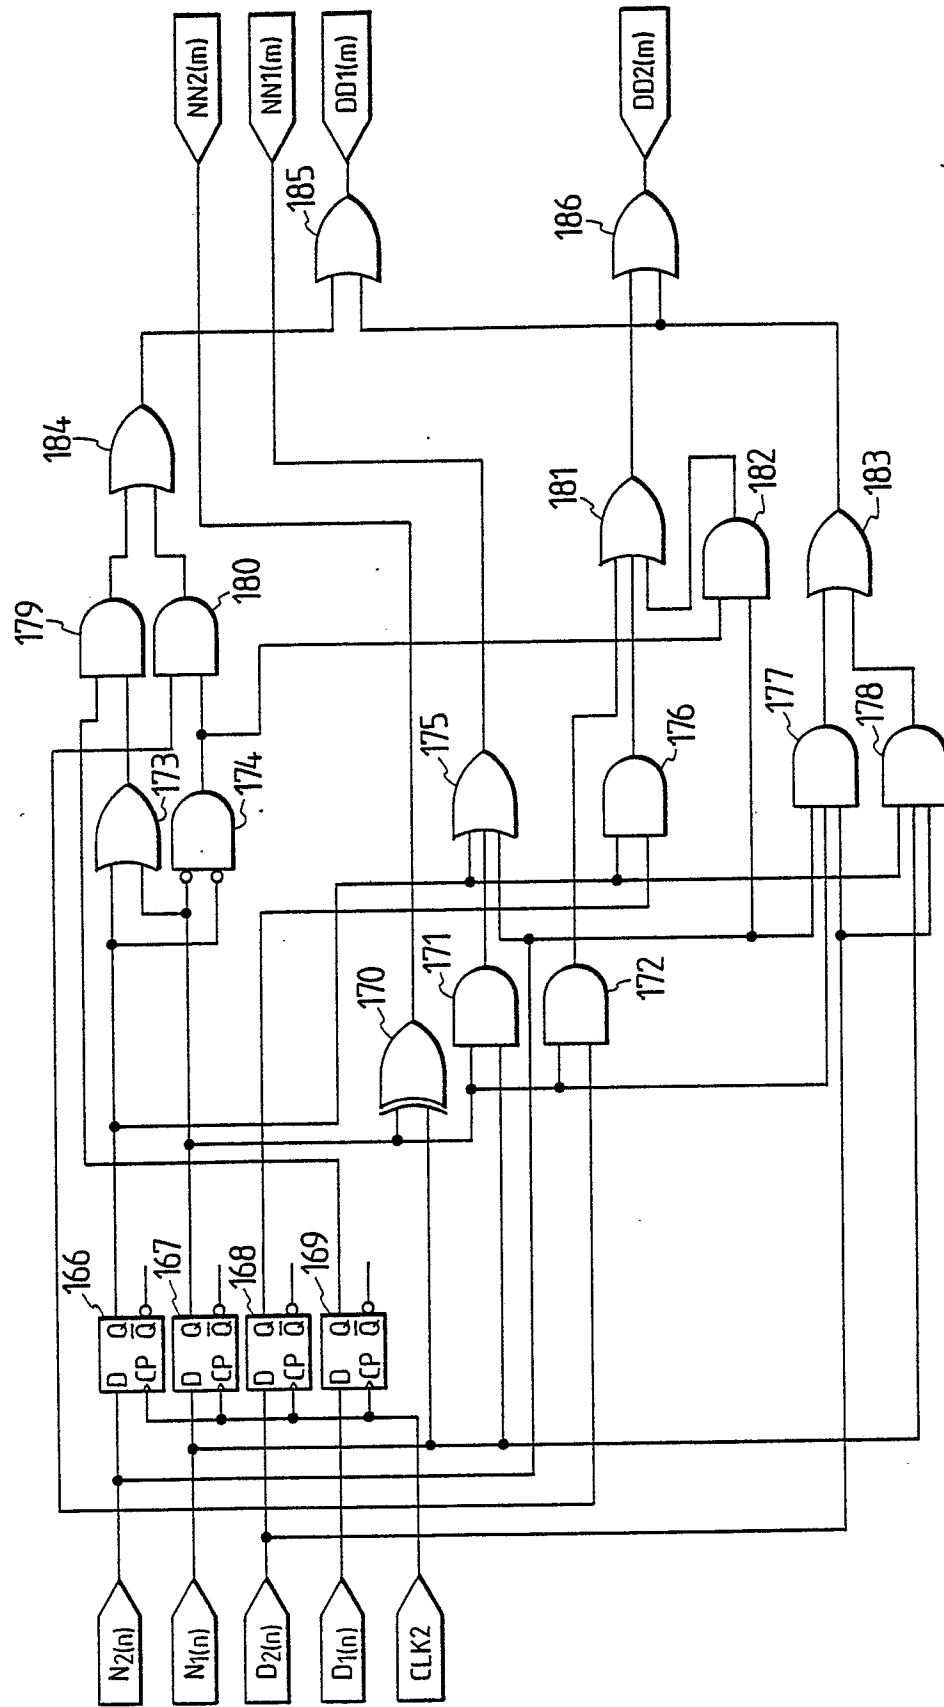 N2(n)
N1(n)
D2(n)
D1(n)
CLK2
166
D Q
CP Q
167
D Q
CP Q
168
D Q
CP Q
169
D Q
CP Q
170
171
172
173
174
175
176
177
178
179
180
181
182
183
184
185
186
NN2(m)
NN1(m)
DD1(m)
DD2(m)